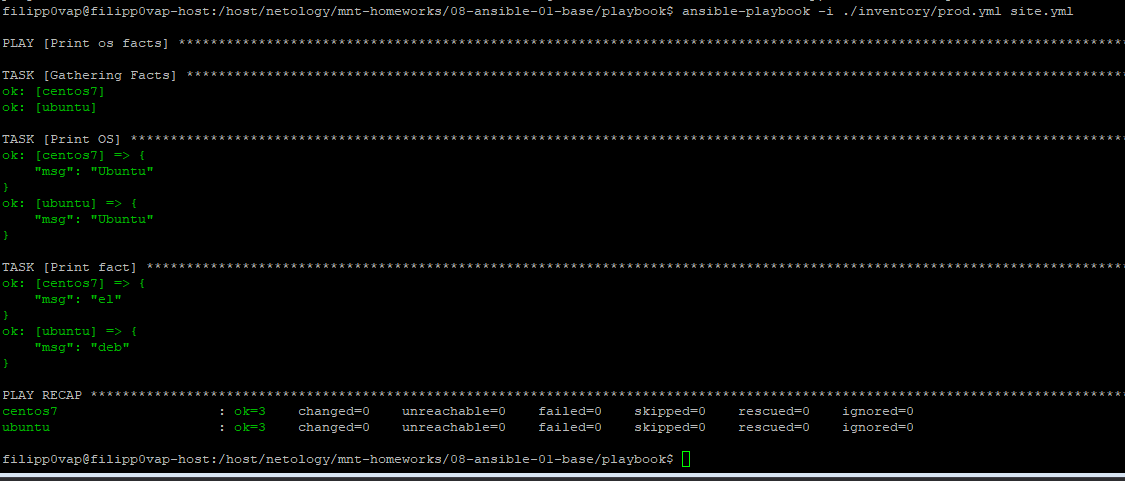 filipp0vap@filipp0vap-host:/host/netology/mnt-homeworks/08-ansible-01-base/playbook$ ansible-playbook -i ./inventory/prod.yml site.yml
PLAY [Print os facts] ****************************************************************************************************************
TASK [Gathering Facts] ***************************************************************************************************************
ok: [centos7]
ok: [ubuntu]
TASK [Print OS] **********************************************************************************************************************
ok: [centos7] => {
    "msg": "Ubuntu"
}
ok: [ubuntu] => {
    "msg": "Ubuntu"
}
TASK [Print fact] ********************************************************************************************************************
ok: [centos7] => {
    "msg": "el"
}
ok: [ubuntu] => {
    "msg": "deb"
}
PLAY RECAP ***************************************************************************************************************************
centos7                    : ok=3    changed=0    unreachable=0    failed=0    skipped=0    rescued=0    ignored=0
ubuntu                     : ok=3    changed=0    unreachable=0    failed=0    skipped=0    rescued=0    ignored=0
filipp0vap@filipp0vap-host:/host/netology/mnt-homeworks/08-ansible-01-base/playbook$